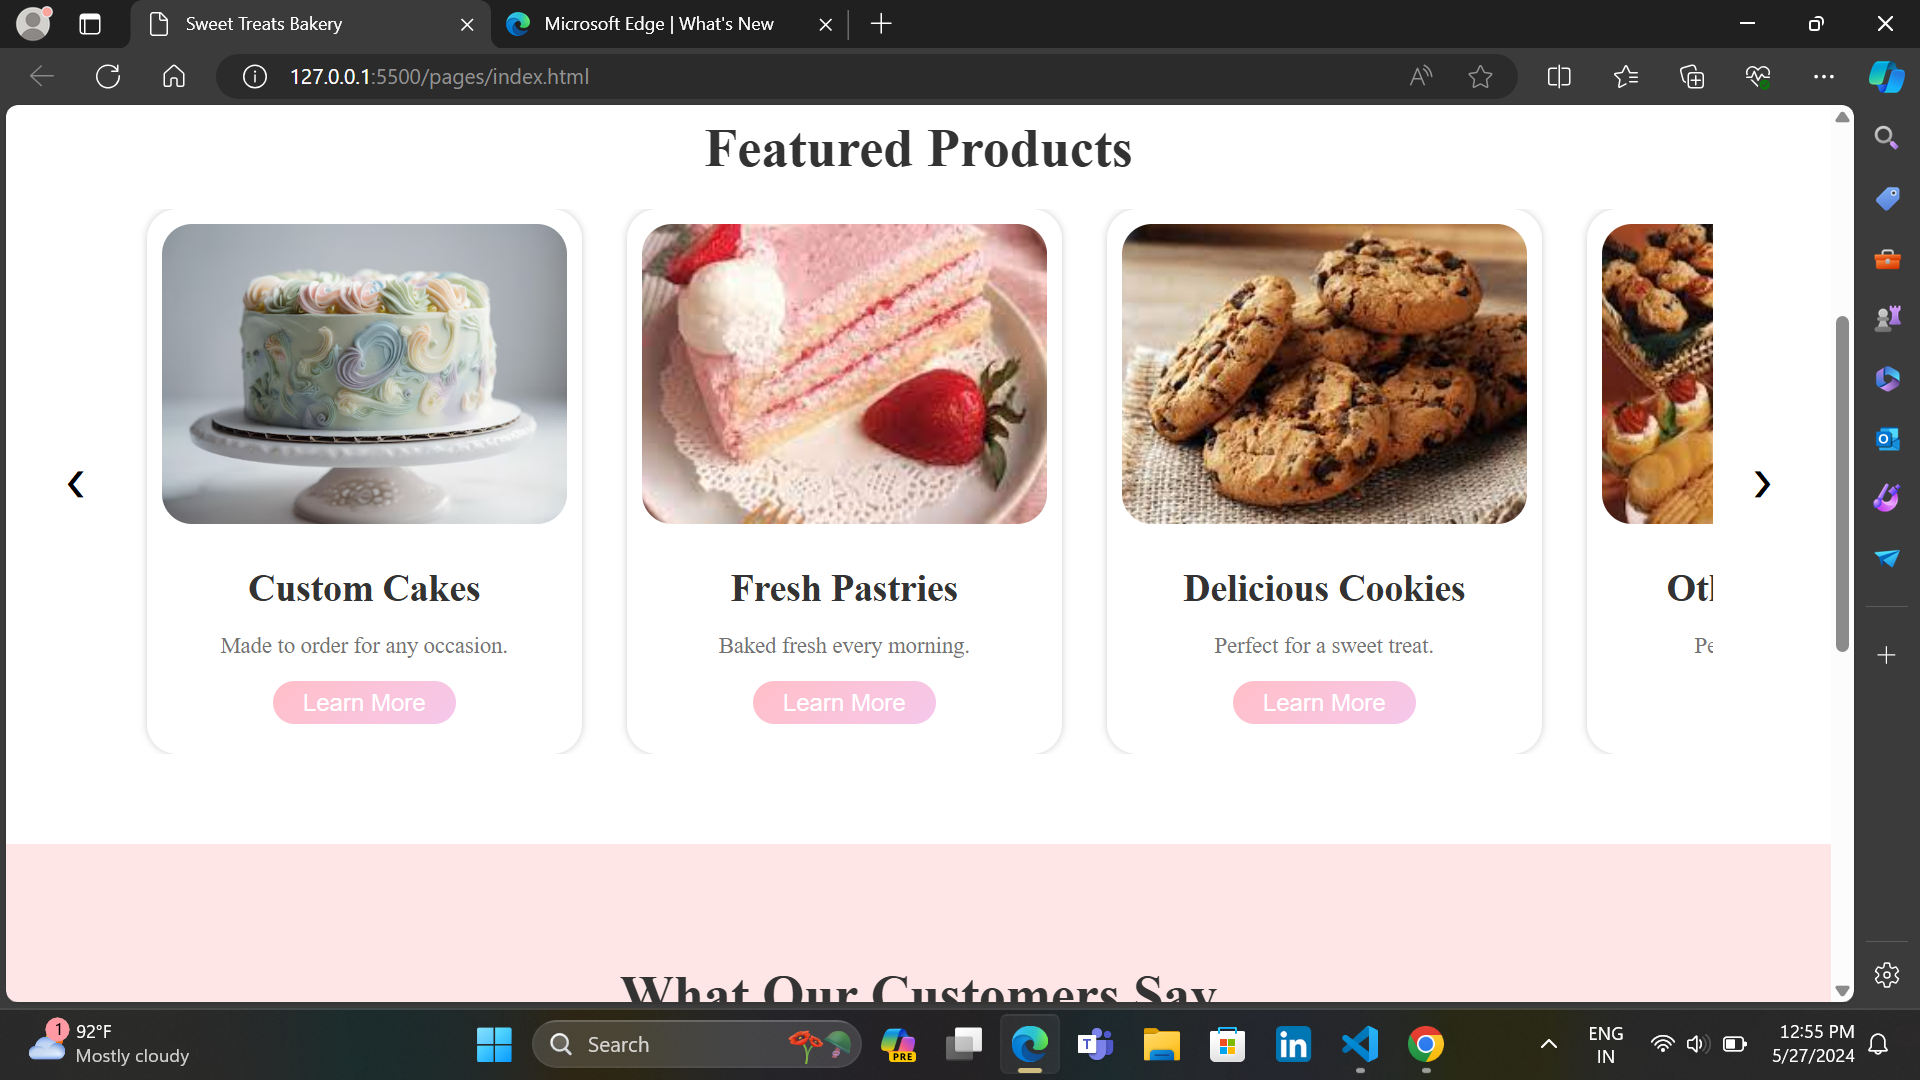 Sweet Treats Bakery
Microsoft Edge | What's New
127.0.0.1:5500/pages/index.html
Featured Products
❮
❯
Custom Cakes
Fresh Pastries
Delicious Cookies
Otl
Made to order for any occasion.
Baked fresh every morning.
Perfect for a sweet treat.
Pe
Learn More
Learn More
Learn More
What Our Customers Say
1
92°F
Mostly cloudy
Search
PRE
ENG
IN
12:55 PM
5/27/2024